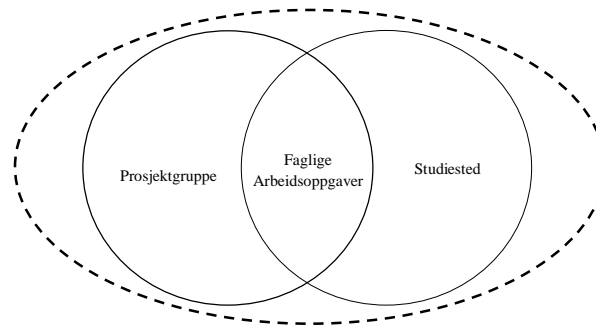 Prosjektgruppe
Faglige
Arbeidsoppgaver
Studiested